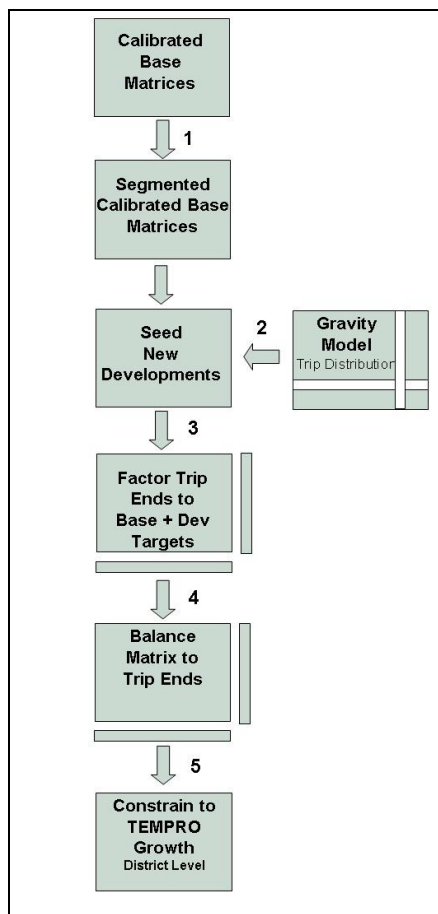 Calibrated
Base
Matrices
1
Segmented
Calibrated Base
Matrices
Seed
New
Developments
2
Gravity
Model
Trip Distribution
3
Factor Trip
Ends to
Base + Dev
Targets
4
Balance
Matrix to
Trip Ends
5
Constrain to
TEMPRO
Growth
District Level